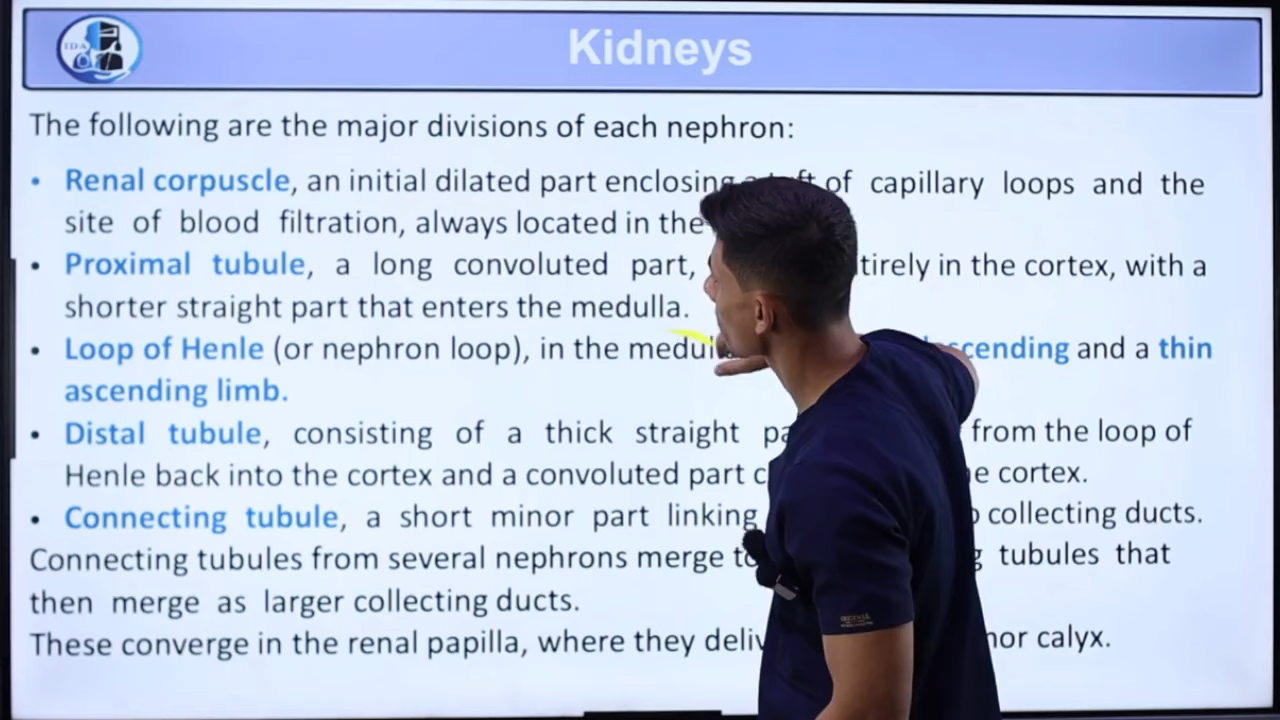 IDA
Kidneys
The following are the major divisions of each nephron:
• Renal corpuscle, an initial dilated part enclosing a tuft of capillary loops and the
site of blood filtration, always located in the
• Proximal tubule, a long convoluted part, tirely in the cortex, with a
shorter straight part that enters the medulla.
• Loop of Henle (or nephron loop), in the medul scending and a thin
ascending limb.
• Distal tubule, consisting of a thick straight pa from the loop of
Henle back into the cortex and a convoluted part c e cortex.
• Connecting tubule, a short minor part linking collecting ducts.
Connecting tubules from several nephrons merge to g tubules that
then merge as larger collecting ducts.
These converge in the renal papilla, where they deliv nor calyx.